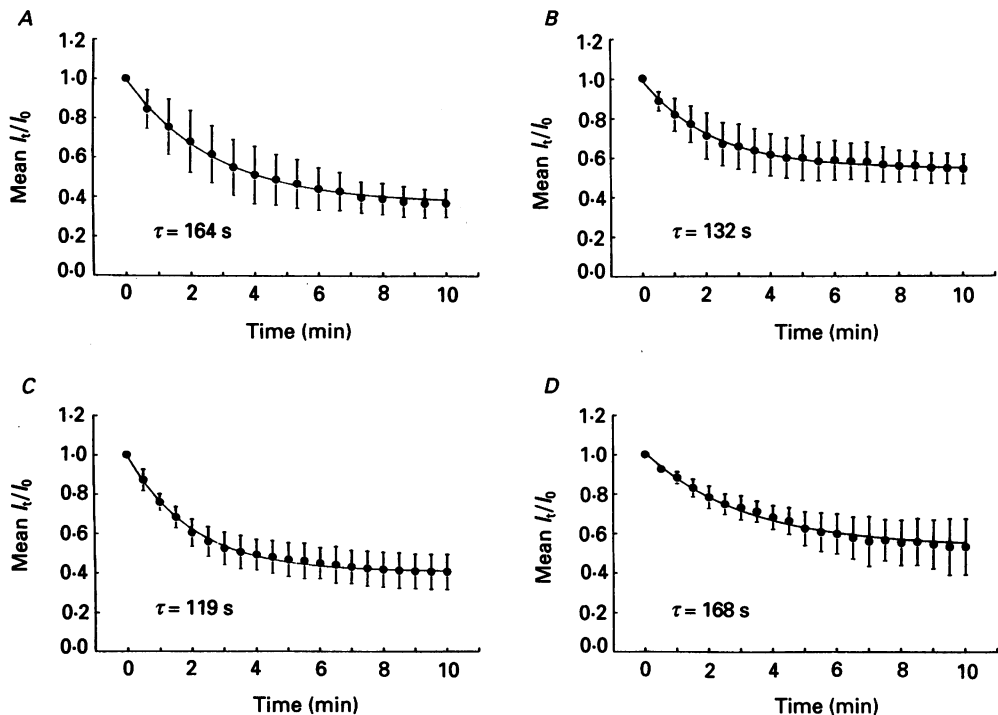 A
Mean It/I0
1·2
1·0
0·8
0·6
0·4
0·2
0·0
τ = 164 s
0 2 4 6 8 10
Time (min)
B
Mean It/I0
1·2
1·0
0·8
0·6
0·4
0·2
0·0
τ = 132 s
0 2 4 6 8 10
Time (min)
C
Mean It/I0
1·2
1·0
0·8
0·6
0·4
0·2
0·0
τ = 119 s
0 2 4 6 8 10
Time (min)
D
Mean It/I0
1·2
1·0
0·8
0·6
0·4
0·2
0·0
τ = 168 s
0 2 4 6 8 10
Time (min)